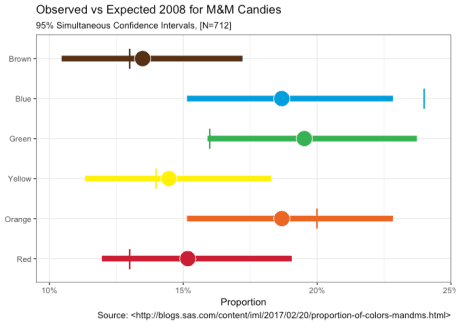 Observed vs Expected 2008 for M&M Candies
95% Simultaneous Confidence Intervals, [N=712]
Brown
Blue
Green
Yellow
Orange
Red
10% 15% 20% 25%
Proportion
Source: <http://blogs.sas.com/content/iml/2017/02/20/proportion-of-colors-mandms.html>